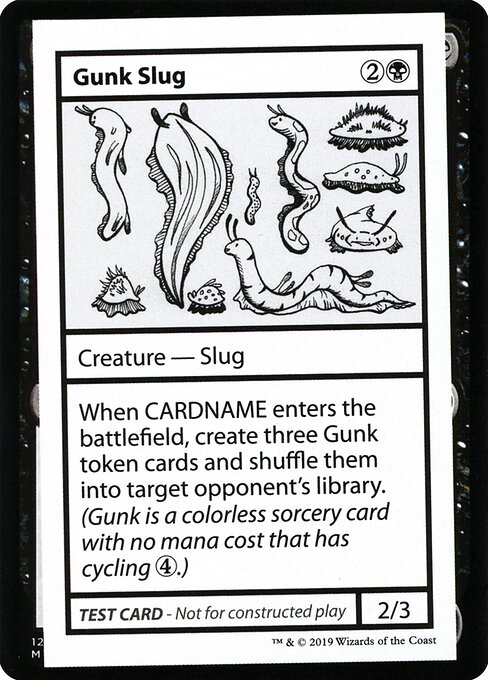 Gunk Slug ②
Creature — Slug
When CARDNAME enters the
battlefield, create three Gunk
token cards and shuffle them
into target opponent's library.
(Gunk is a colorless sorcery card
with no mana cost that has
cycling ④.)
TEST CARD - Not for constructed play 2/3
™ & © 2019 Wizards of the Coast
12
M